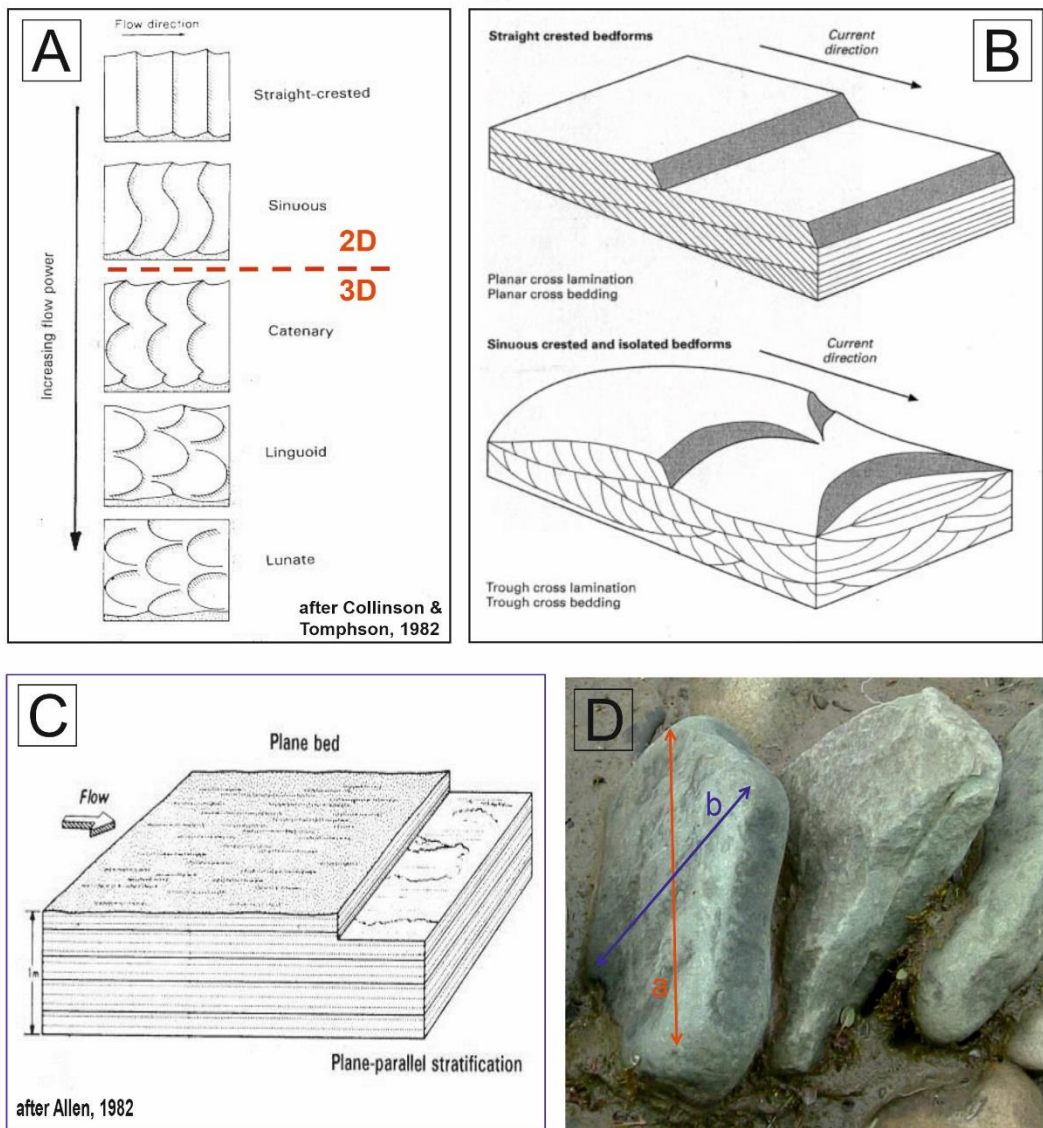 A
Flow direction
Straight-crested
Sinuous
2D
3D
Catenary
Linguoid
Lunate
Increasing flow power
after Collinson &
Tomphson, 1982
B
Straight crested bedforms
Current
direction
Planar cross lamination
Planar cross bedding
Sinuous crested and isolated bedforms
Current
direction
Trough cross lamination
Trough cross bedding
C
Plane bed
Flow
1m
Plane-parallel stratification
after Allen, 1982
D
b
a